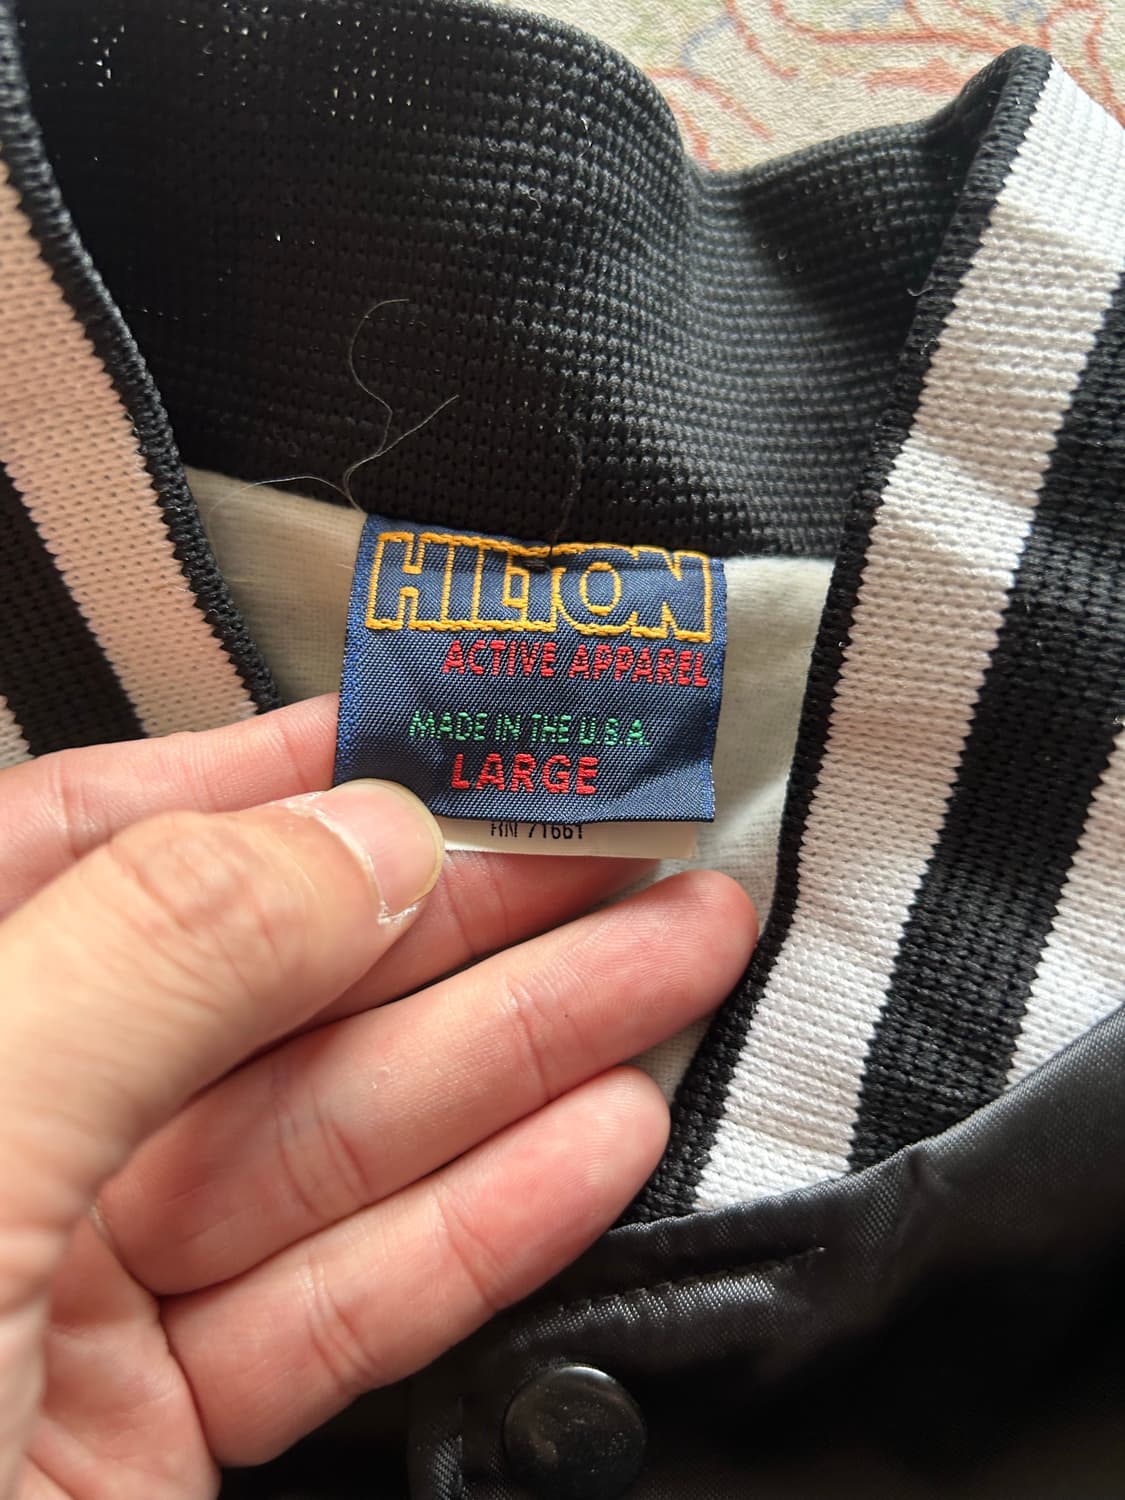 HILTON
ACTIVE APPAREL
MADE IN THE U.S.A.
LARGE
RN 71661